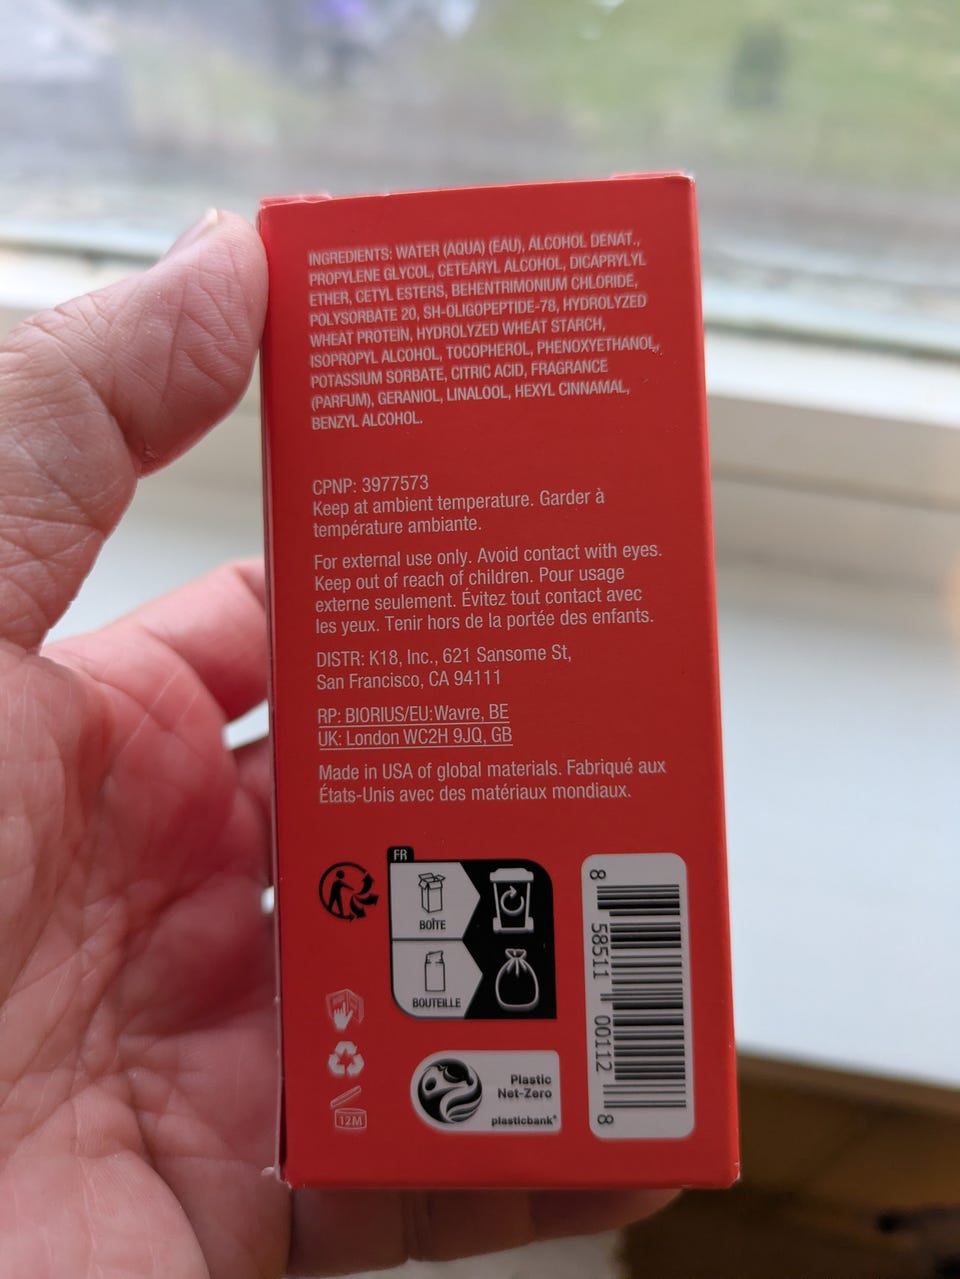 INGREDIENTS: WATER (AQUA) (EAU), ALCOHOL DENAT.,
PROPYLENE GLYCOL, CETEARYL ALCOHOL, DICAPRYLYL
ETHER, CETYL ESTERS, BEHENTRIMONIUM CHLORIDE,
POLYSORBATE 20, SH-OLIGOPEPTIDE-78, HYDROLYZED
WHEAT PROTEIN, HYDROLYZED WHEAT STARCH,
ISOPROPYL ALCOHOL, TOCOPHEROL, PHENOXYETHANOL,
POTASSIUM SORBATE, CITRIC ACID, FRAGRANCE
(PARFUM), GERANIOL, LINALOOL, HEXYL CINNAMAL,
BENZYL ALCOHOL.
CPNP: 3977573
Keep at ambient temperature. Garder à
température ambiante.
For external use only. Avoid contact with eyes.
Keep out of reach of children. Pour usage
externe seulement. Évitez tout contact avec
les yeux. Tenir hors de la portée des enfants.
DISTR: K18, Inc., 621 Sansome St,
San Francisco, CA 94111
RP: BIORIUS/EU:Wavre, BE
UK: London WC2H 9JQ, GB
Made in USA of global materials. Fabriqué aux
États-Unis avec des matériaux mondiaux.
FR
BOÎTE
BOUTEILLE
12M
Plastic
Net-Zero
plasticbank
8 58511 00112 8